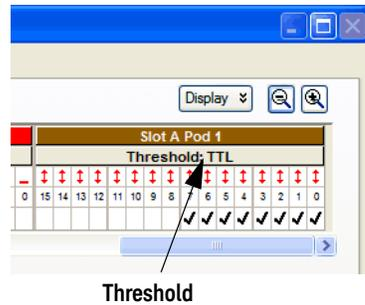 Display
Slot A Pod 1
Threshold: TTL
0 15 14 13 12 11 10 9 8 7 6 5 4 3 2 1 0
Threshold